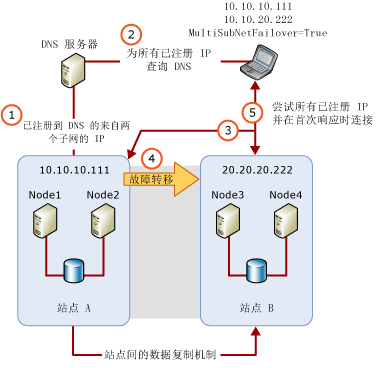 10.10.10.111
10.10.20.222
MultiSubNetFailover=True
DNS 服务器
2
为所有已注册 IP
查询 DNS
1
已注册到 DNS 的来自两
个子网的 IP
5
尝试所有已注册 IP
并在首次响应时连接
3
4
故障转移
10.10.10.111
20.20.20.222
Node1
Node2
Node3
Node4
站点 A
站点 B
站点间的数据复制机制